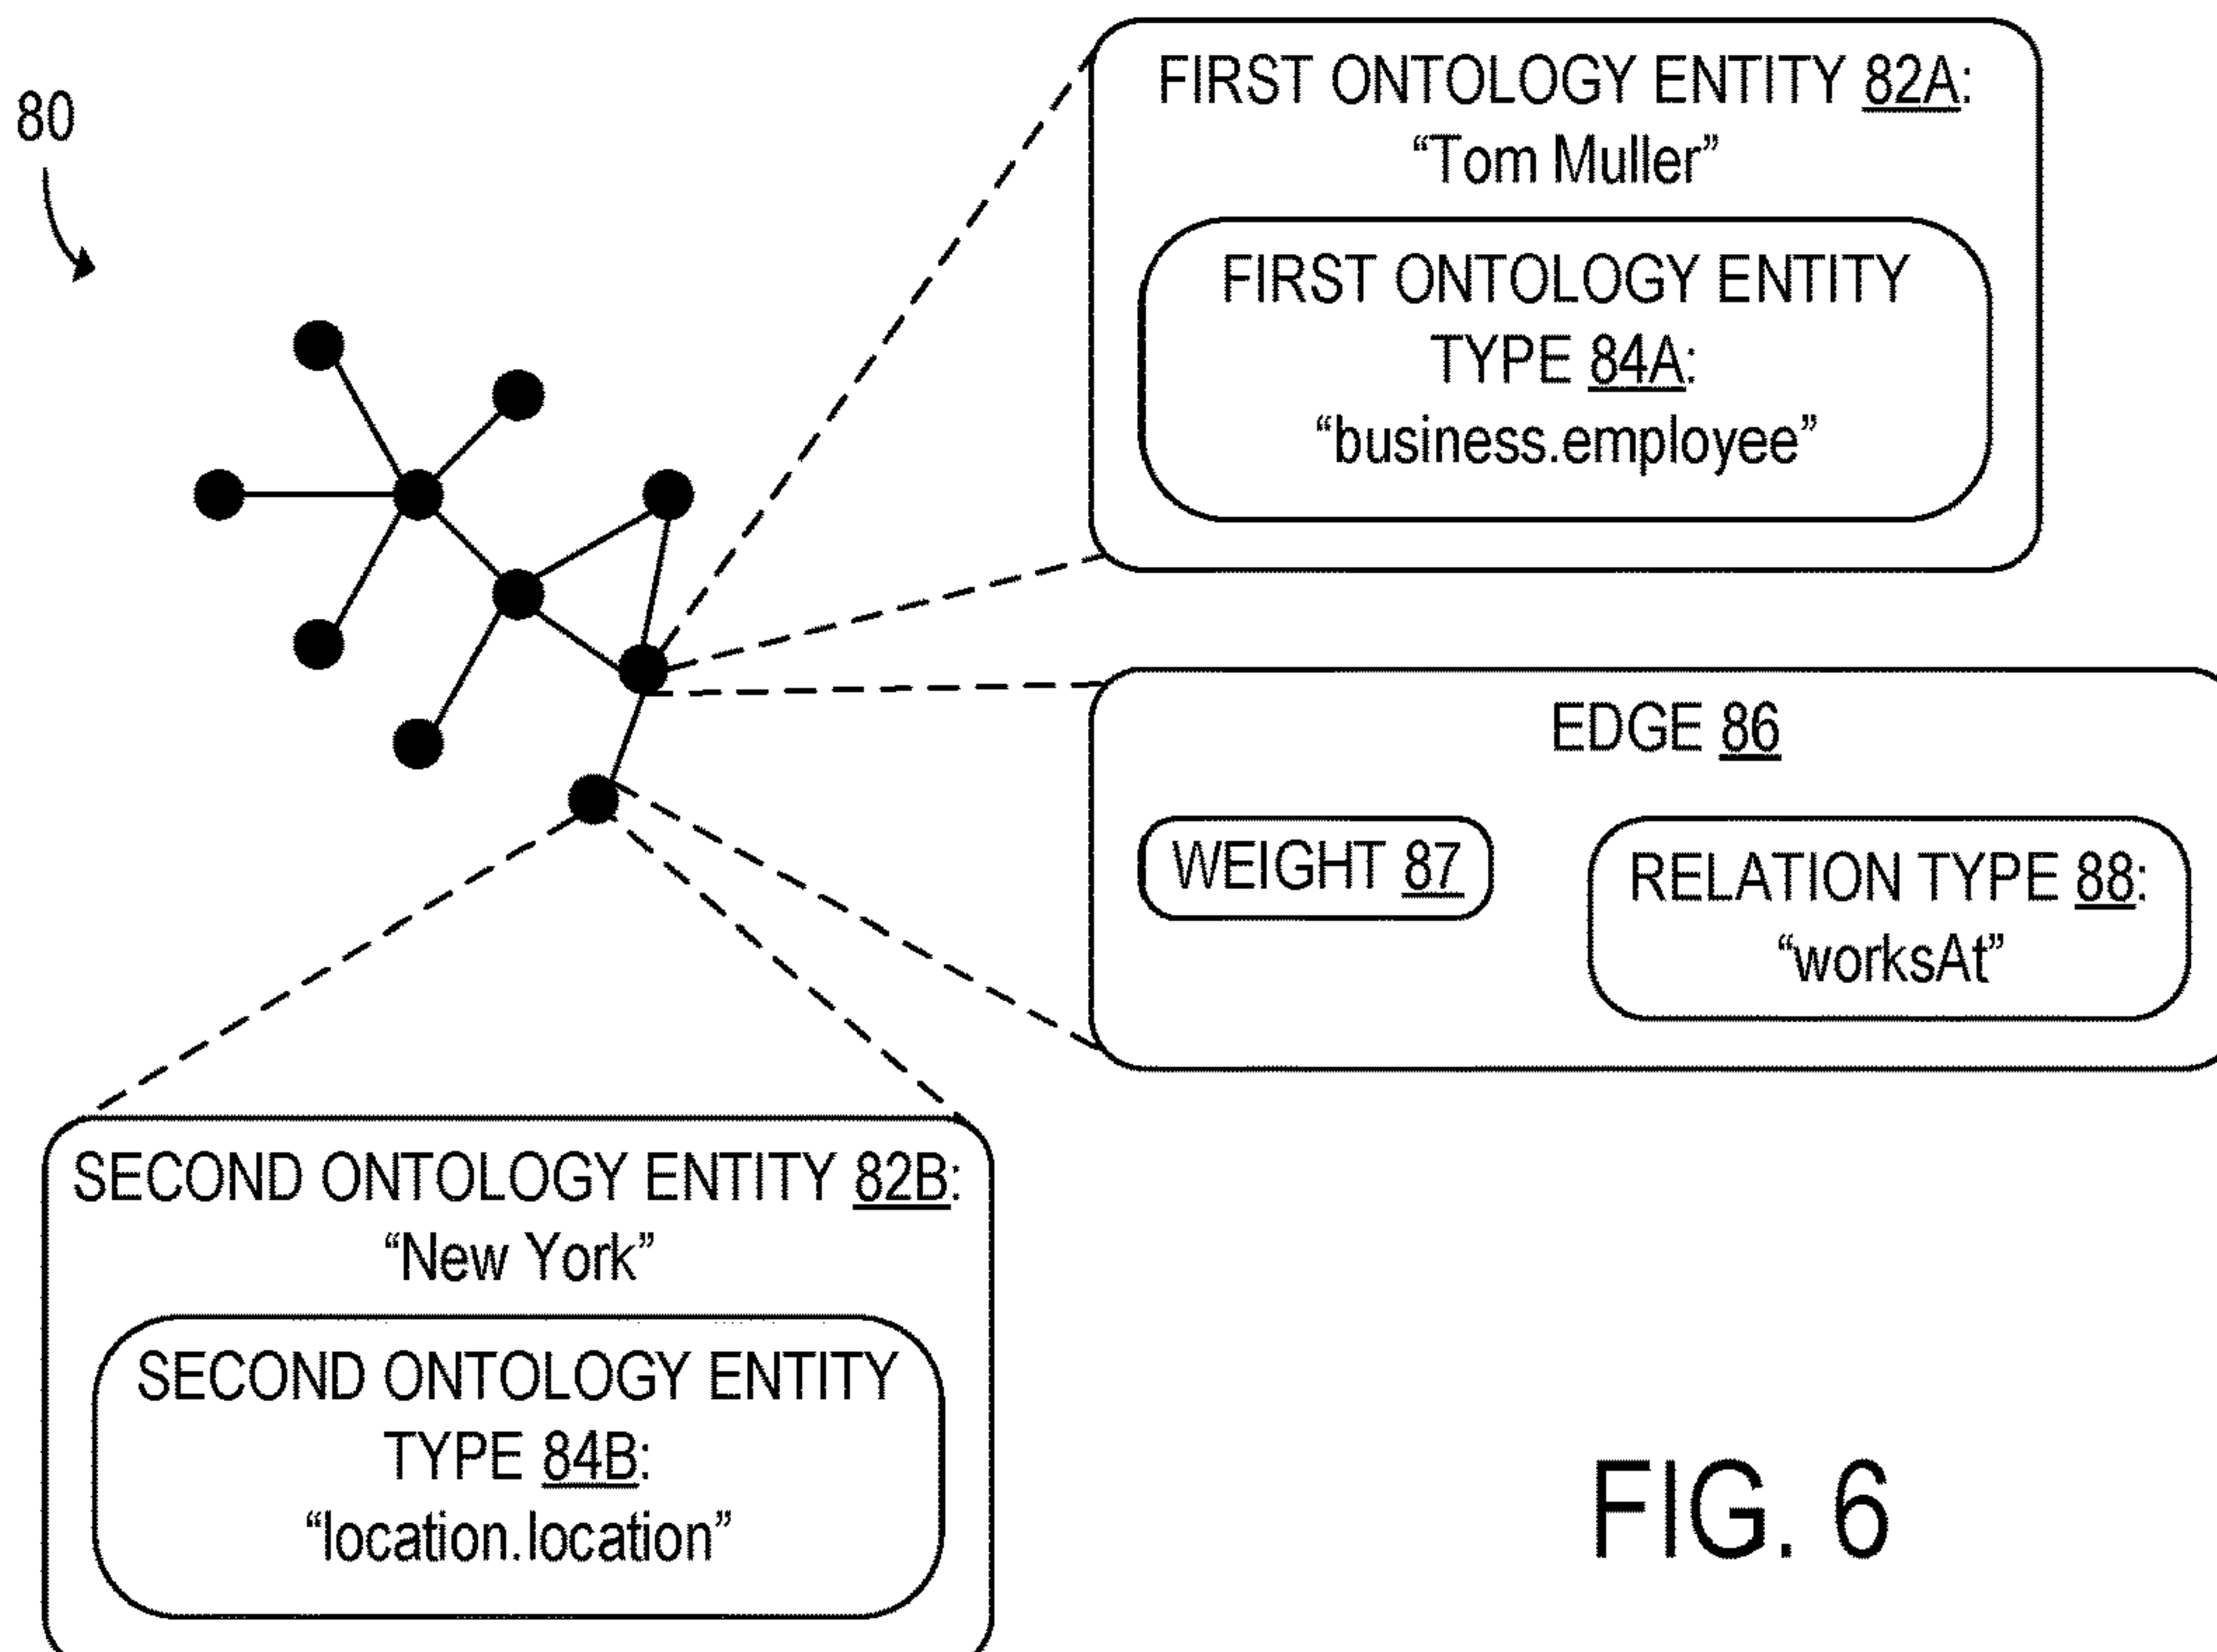 80
FIRST ONTOLOGY ENTITY 82A:
“Tom Muller”
FIRST ONTOLOGY ENTITY
TYPE 84A:
“business.employee”
EDGE 86
WEIGHT 87
RELATION TYPE 88:
“worksAt”
SECOND ONTOLOGY ENTITY 82B:
“New York”
SECOND ONTOLOGY ENTITY
TYPE 84B:
“location.location”
FIG. 6